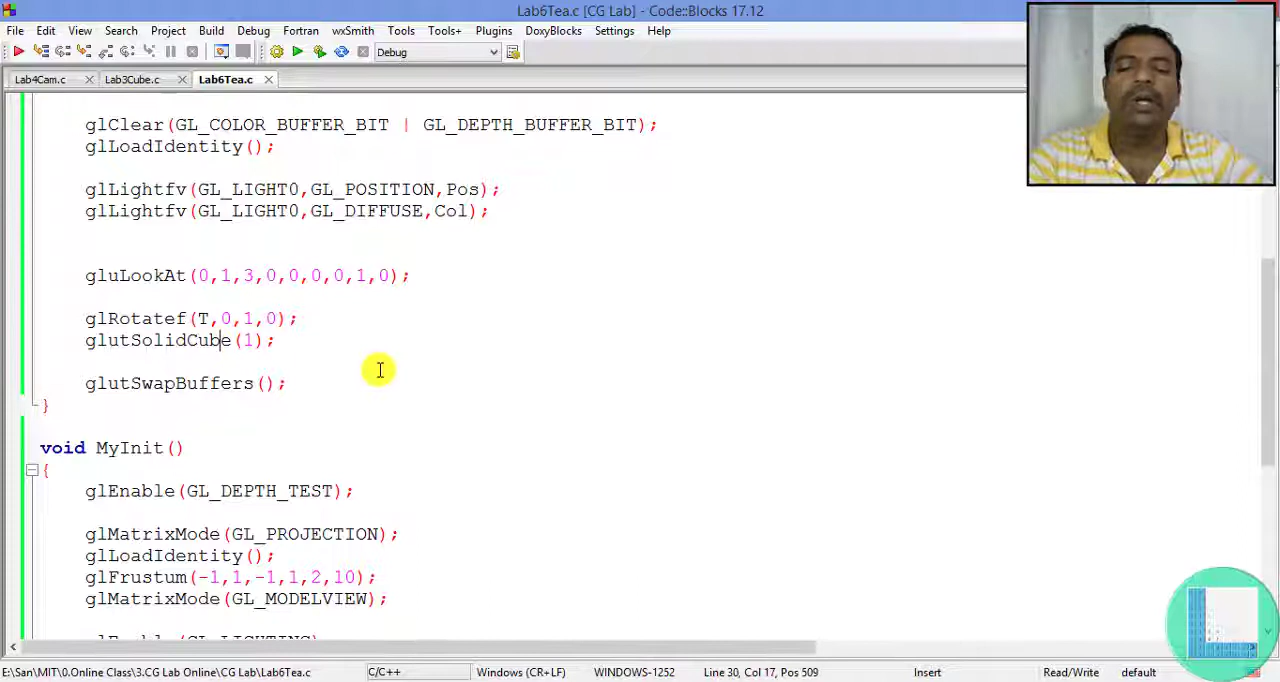 Lab6Tea.c [CG Lab] - Code::Blocks 17.12
File Edit View Search Project Build Debug Fortran wxSmith Tools Tools+ Plugins DoxyBlocks Settings Help
Debug
Lab4Cam.c Lab3Cube.c Lab6Tea.c
glClear(GL_COLOR_BUFFER_BIT | GL_DEPTH_BUFFER_BIT);
glLoadIdentity();
glLightfv(GL_LIGHT0,GL_POSITION,Pos);
glLightfv(GL_LIGHT0,GL_DIFFUSE,Col);
gluLookAt(0,1,3,0,0,0,0,1,0);
glRotatef(T,0,1,0);
glutSolidCube(1);
glutSwapBuffers();
}
void MyInit()
{
glEnable(GL_DEPTH_TEST);
glMatrixMode(GL_PROJECTION);
glLoadIdentity();
glFrustum(-1,1,-1,1,2,10);
glMatrixMode(GL_MODELVIEW);
glEnable(GL_LIGHTING)
E:\San\MIT\0.Online Class\3.CG Lab Online\CG Lab\Lab6Tea.c C/C++ Windows (CR+LF) WINDOWS-1252 Line 30, Col 17, Pos 509 Insert Read/Write default